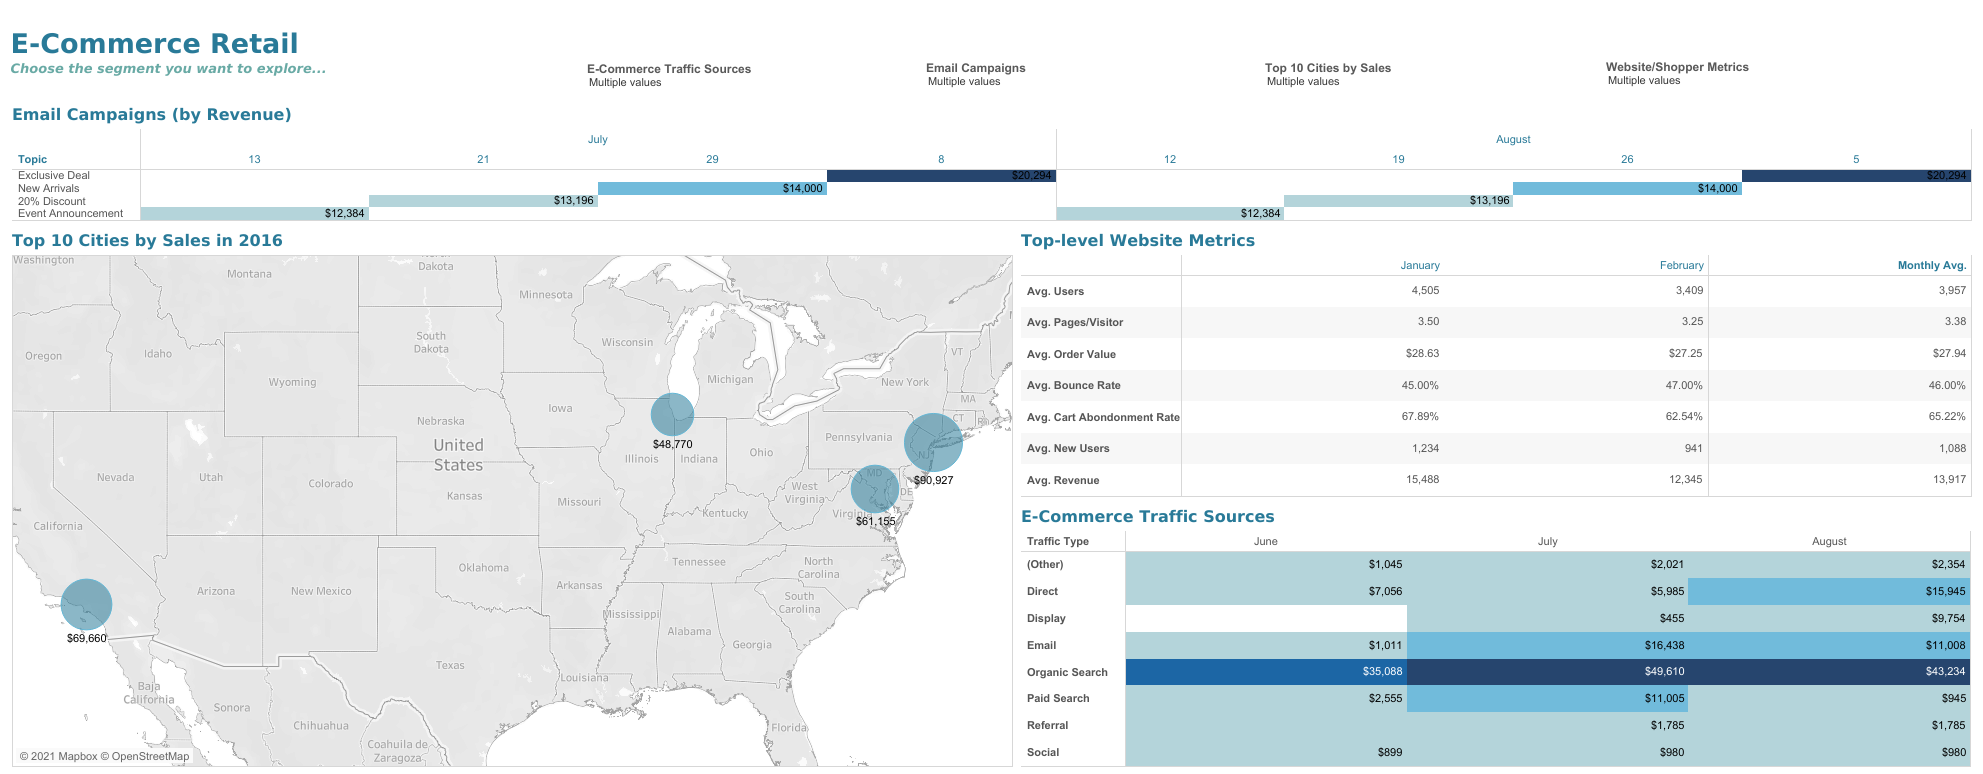 E-Commerce Retail
Choose the segment you want to explore...
E-Commerce Traffic Sources
Multiple values
Email Campaigns
Multiple values
Top 10 Cities by Sales
Multiple values
Website/Shopper Metrics
Multiple values
Email Campaigns (by Revenue)
July August
Topic 13 21 29 8 12 19 26 5
Exclusive Deal $20,294 $20,294
New Arrivals $14,000 $14,000
20% Discount $13,196 $13,196
Event Announcement $12,384 $12,384
Top 10 Cities by Sales in 2016
Washington
Montana
North
Dakota
Minnesota
Oregon
Idaho
South
Dakota
Wisconsin
VT
Wyoming
Michigan
New York
MA
Iowa
Nebraska
CT
RI
United
States
$48,770
Pennsylvania
Illinois
Indiana
Ohio
NJ
Nevada
Utah
Colorado
Kansas
Missouri
West
Virginia
MD
DE
$90,927
Kentucky
Virginia
$61,155
California
Oklahoma
Tennessee
North
Carolina
Arizona
New Mexico
Arkansas
South
Carolina
Mississippi
Alabama
Georgia
$69,660
Texas
Louisiana
Baja
California
Sonora
Chihuahua
Coahuila de
Zaragoza
Florida
© 2021 Mapbox © OpenStreetMap
Top-level Website Metrics
January February Monthly Avg.
Avg. Users 4,505 3,409 3,957
Avg. Pages/Visitor 3.50 3.25 3.38
Avg. Order Value $28.63 $27.25 $27.94
Avg. Bounce Rate 45.00% 47.00% 46.00%
Avg. Cart Abondonment Rate 67.89% 62.54% 65.22%
Avg. New Users 1,234 941 1,088
Avg. Revenue 15,488 12,345 13,917
E-Commerce Traffic Sources
Traffic Type June July August
(Other) $1,045 $2,021 $2,354
Direct $7,056 $5,985 $15,945
Display $455 $9,754
Email $1,011 $16,438 $11,008
Organic Search $35,088 $49,610 $43,234
Paid Search $2,555 $11,005 $945
Referral $1,785 $1,785
Social $899 $980 $980